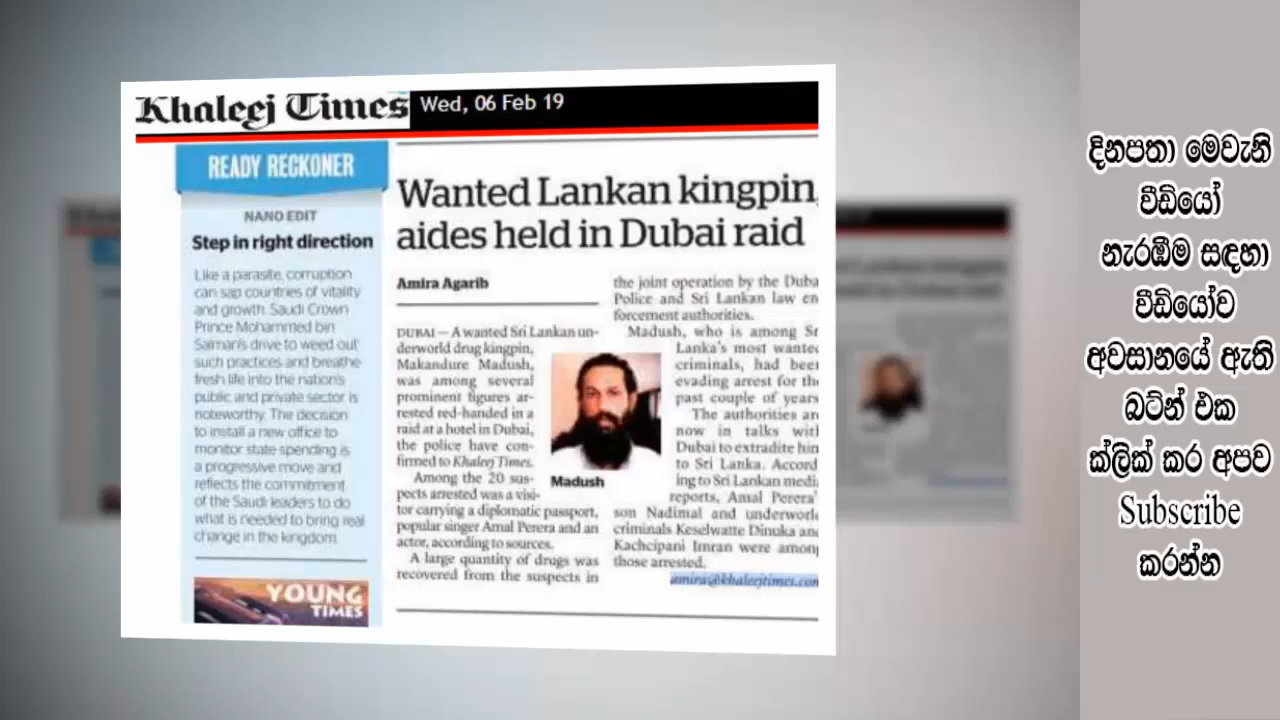 Khaleej Times
Wed, 06 Feb 19
READY RECKONER
NANO EDIT
Step in right direction
Like a parasite, corruption
can sap countries of vitality
and growth. Saudi Crown
Prince Mohammed bin
Salman's drive to weed out
such practices and breathe
fresh life into the nation's
public and private sector is
noteworthy. The decision
to install a new office to
monitor state spending is
a progressive move and
reflects the commitment
of the Saudi leaders to do
what is needed to bring real
change in the kingdom.
YOUNG
TIMES
Wanted Lankan kingpin,
aides held in Dubai raid
Amira Agarib
DUBAI — A wanted Sri Lankan un-
derworld drug kingpin,
Makandure Madush,
was among several
prominent figures ar-
rested red-handed in a
raid at a hotel in Dubai,
the police have con-
firmed to Khaleej Times.
Among the 20 sus-
pects arrested was a visi-
tor carrying a diplomatic passport,
popular singer Amal Perera and an
actor, according to sources.
A large quantity of drugs was
recovered from the suspects in
Madush
the joint operation by the Duba
Police and Sri Lankan law en
forcement authorities.
Madush, who is among Sr
Lanka's most wanted
criminals, had been
evading arrest for the
past couple of years
The authorities are
now in talks with
Dubai to extradite him
to Sri Lanka. Accord
ing to Sri Lankan media
reports, Amal Perera's
son Nadimal and underworld
criminals Keselwatte Dinuka and
Kachcipani Imran were among
those arrested.
amira@khaleejtimes.com
දිනපතා මෙවැනි
වීඩියෝ
නැරඹීම සඳහා
වීඩියෝව
අවසානයේ ඇති
බටන් එක
ක්ලික් කර අපව
Subscribe
කරන්න